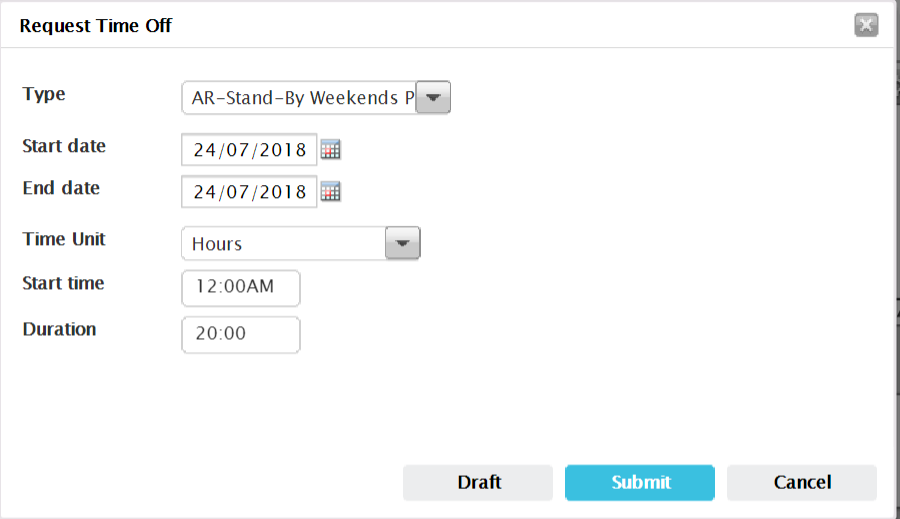 Request Time Off
Type AR-Stand-By Weekends P
Start date 24/07/2018
End date 24/07/2018
Time Unit Hours
Start time 12:00AM
Duration 20:00
Draft Submit Cancel